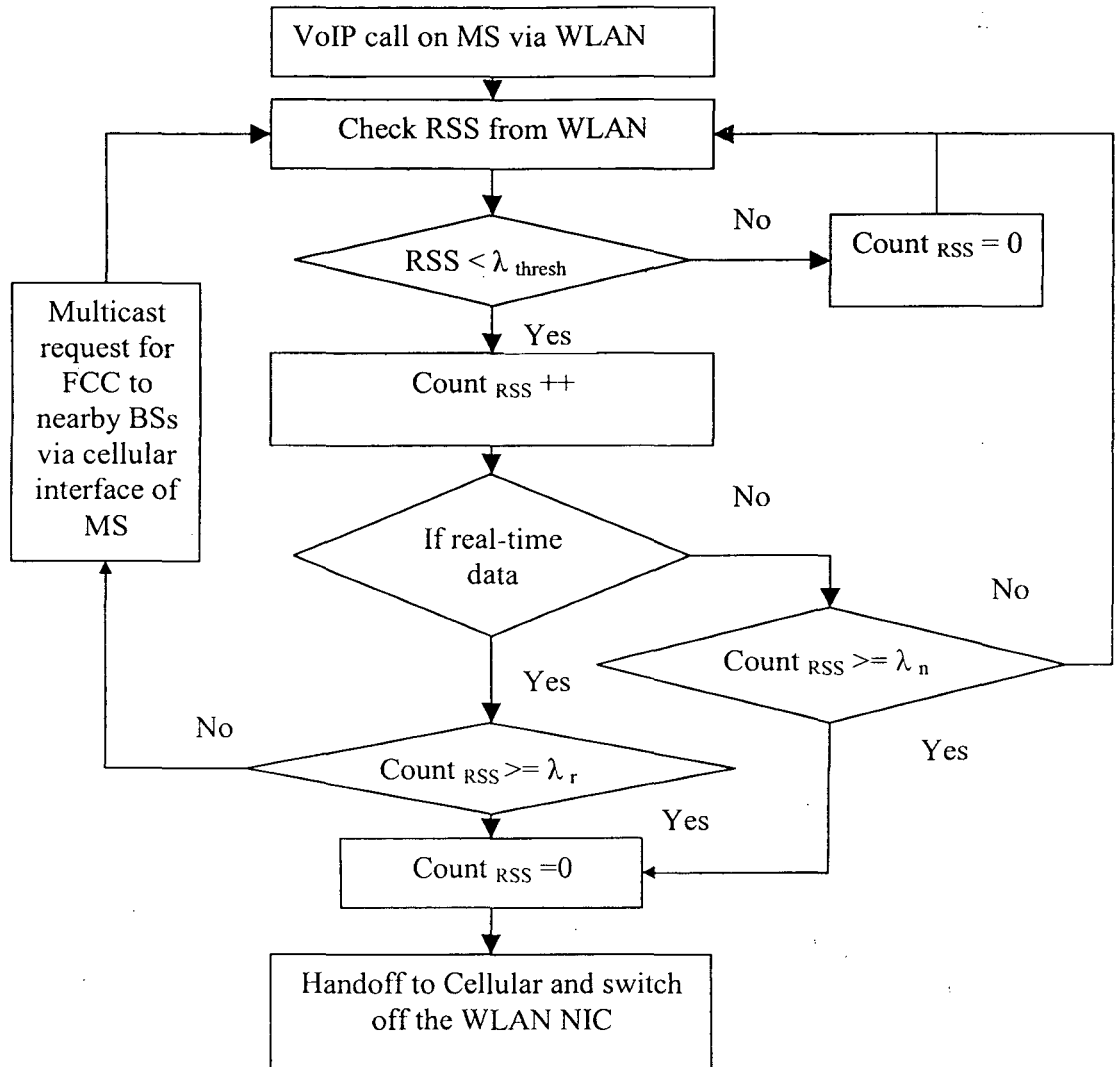 VoIP call on MS via WLAN
Check RSS from WLAN
No
RSS < λ thresh
Count RSS = 0
Yes
Multicast
request for
FCC to
nearby BSs
via cellular
interface of
MS
Count RSS ++
No
If real-time
data
No
Count RSS >= λ n
Yes
No
Yes
Count RSS >= λ r
Yes
Count RSS =0
Handoff to Cellular and switch
off the WLAN NIC